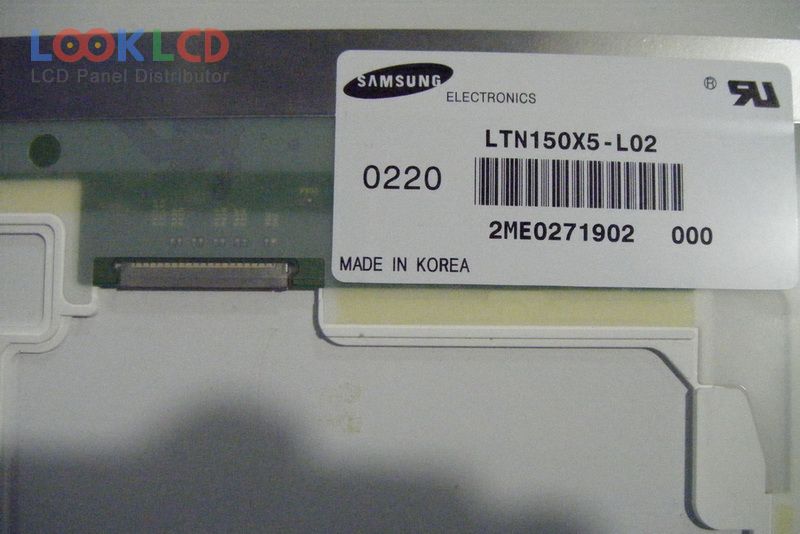 LOOKLCD
LCD Panel Distributor
SAMSUNG
ELECTRONICS
®
LTN150X5-L02
0220
2ME0271902 000
MADE IN KOREA